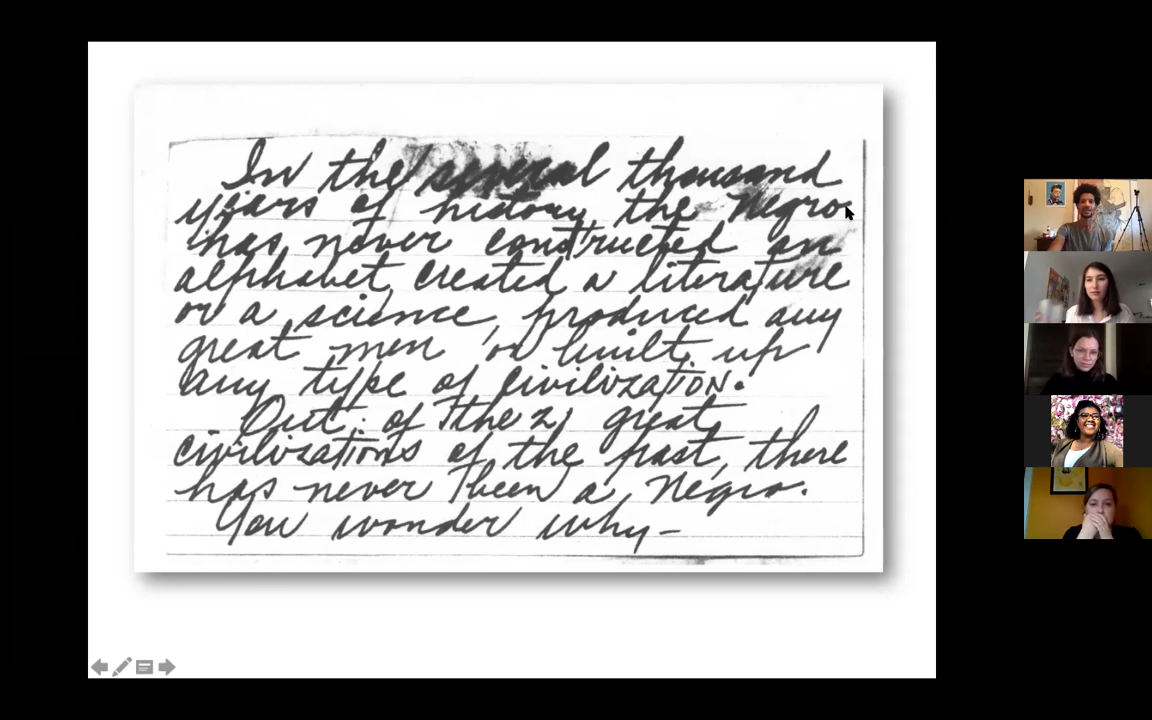 In the several thousand
years of history, the Negro
has never constructed an
alphabet, created a literature
or a science, produced any
great men or built up
any type of civilization.
Out of the 21 great
civilizations of the past, there
has never been a Negro.
You wonder why—